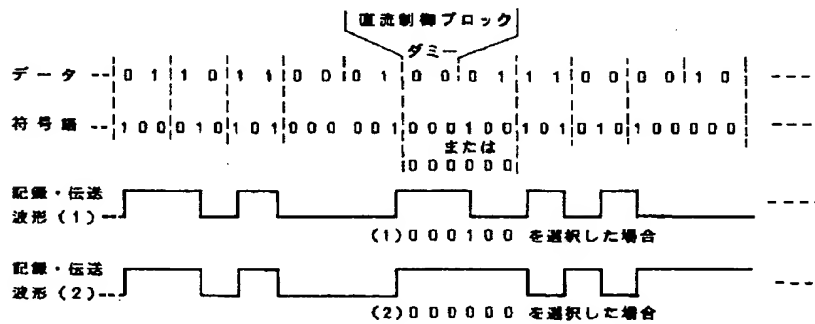 直流制御ブロック
ダミー
データ -- 0 1 1 0 1 1 0 0 0 1 0 0 0 1 1 1 0 0 0 0 1 0 ----
符号語 -- 1 0 0 0 1 0 1 0 1 0 0 0 0 0 0 0 1 0 0 0 1 0 0 1 0 1 0 1 0 1 0 0 0 0 0 ----
または
0 0 0 0 0 0
記録・伝送
波形(1)-- ----
(1) 0 0 0 1 0 0 を選択した場合
記録・伝送
波形(2)--- ----
(2) 0 0 0 0 0 0 を選択した場合